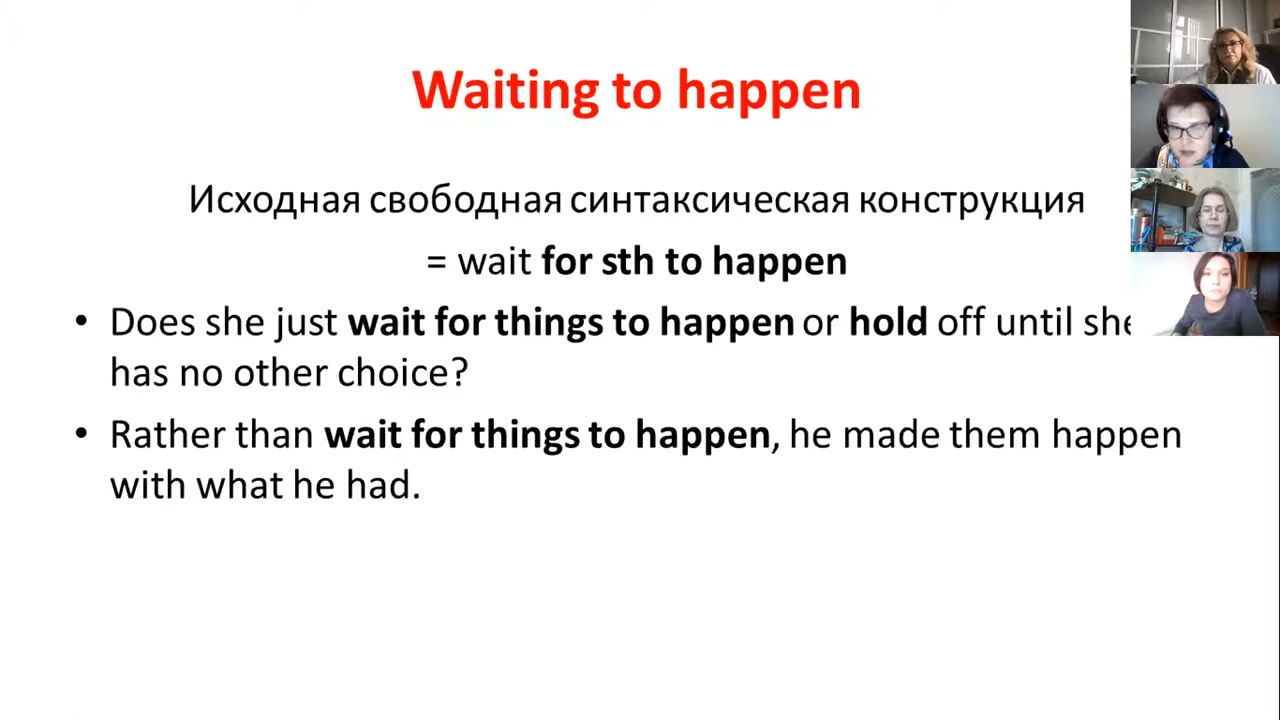 Waiting to happen
Исходная свободная синтаксическая конструкция
= wait for sth to happen
• Does she just wait for things to happen or hold off until she
has no other choice?
• Rather than wait for things to happen, he made them happen
with what he had.